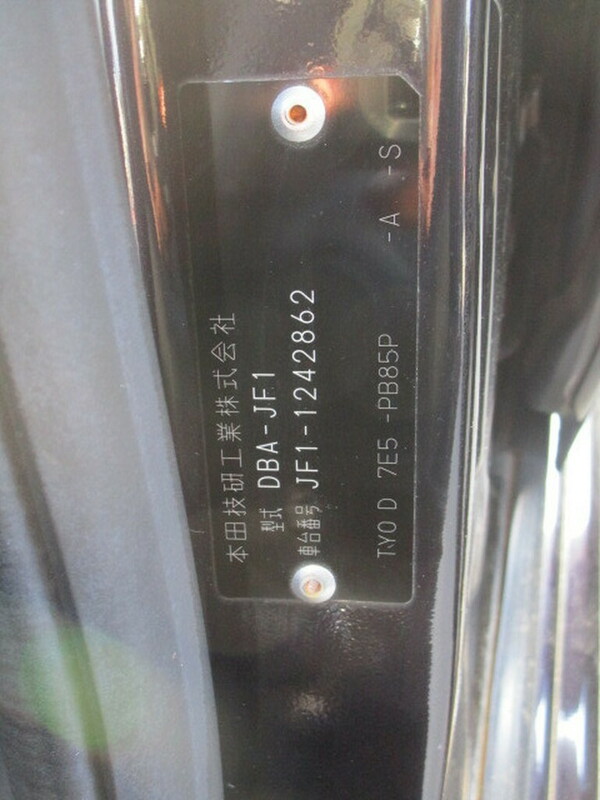 本田技研工業株式会社
型式 DBA-JF1
車台番号 JF1-1242862
TYO D 7E5 -PB85P -A -S